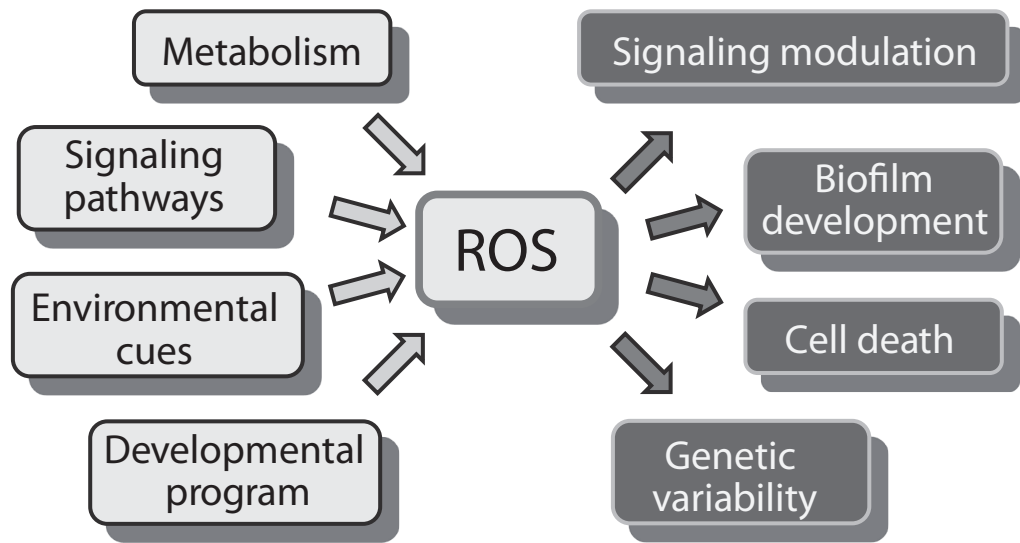 Metabolism
Signaling
pathways
Environmental
cues
Developmental
program
ROS
Signaling modulation
Biofilm
development
Cell death
Genetic
variability